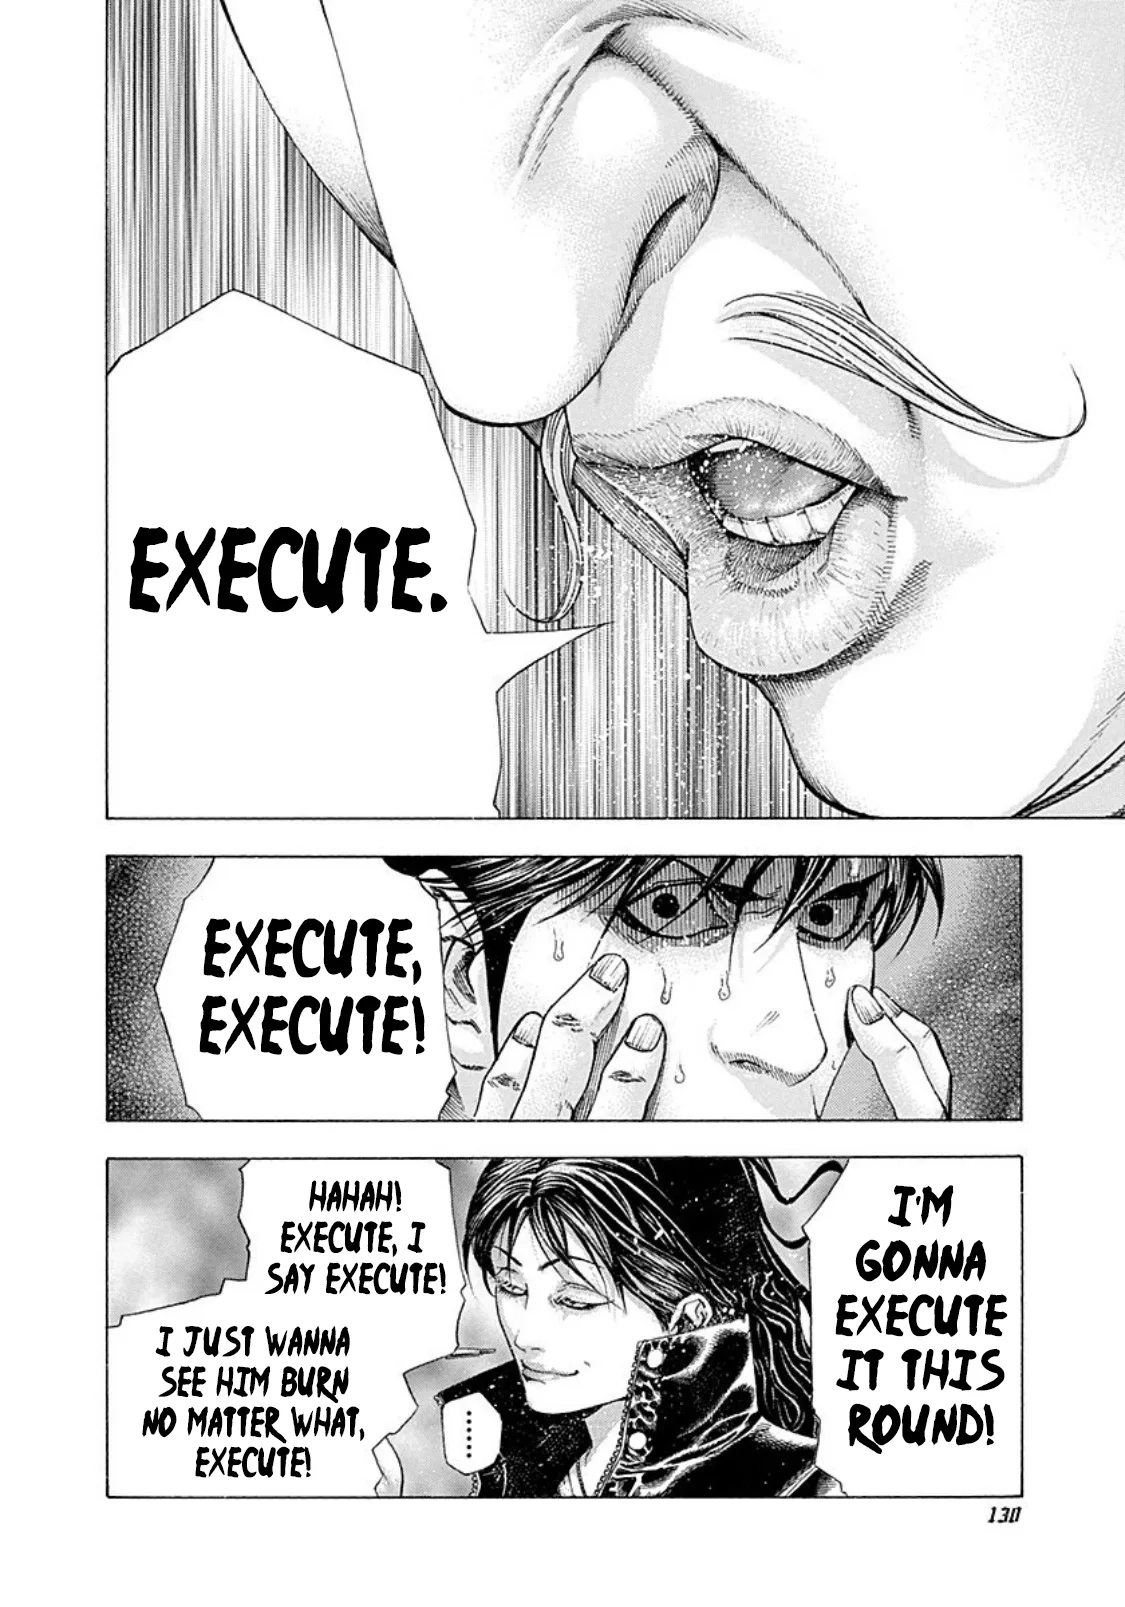 EXECUTE.
EXECUTE,
EXECUTE!
I'M
GONNA
EXECUTE
IT THIS
ROUND!
HAHAH!
EXECUTE, I
SAY EXECUTE!
I JUST WANNA
SEE HIM BURN
NO MATTER WHAT,
EXECUTE!
........
130